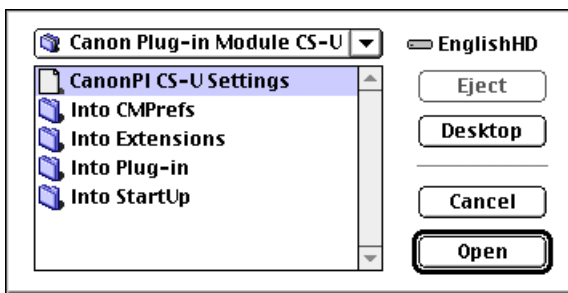 Canon Plug-in Module CS-U
EnglishHD
CanonPI CS-U Settings
Into CMPrefs
Into Extensions
Into Plug-in
Into StartUp
Eject
Desktop
Cancel
Open